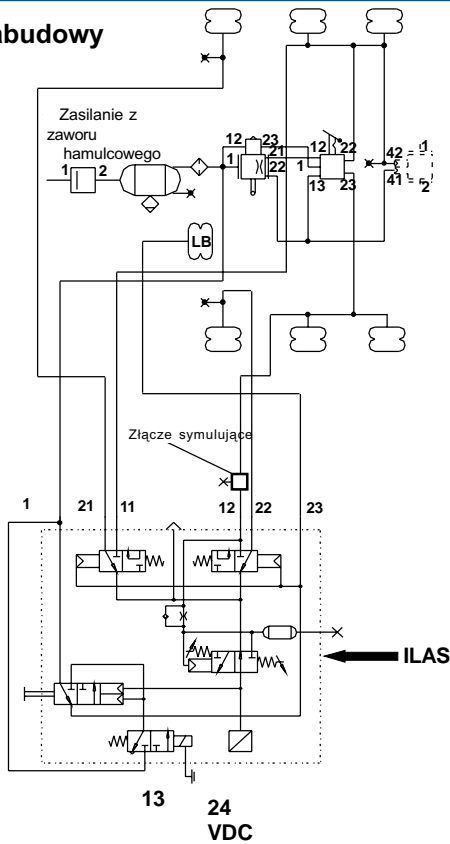 abudowy
Zasilanie z
zaworu
hamulcowego
1 2
12 23
1 21
22
12 22
1
13 23
42 1
41 2
LB
Złącze symulujące
1 21 11 12 22 23
ILAS
13 24
VDC